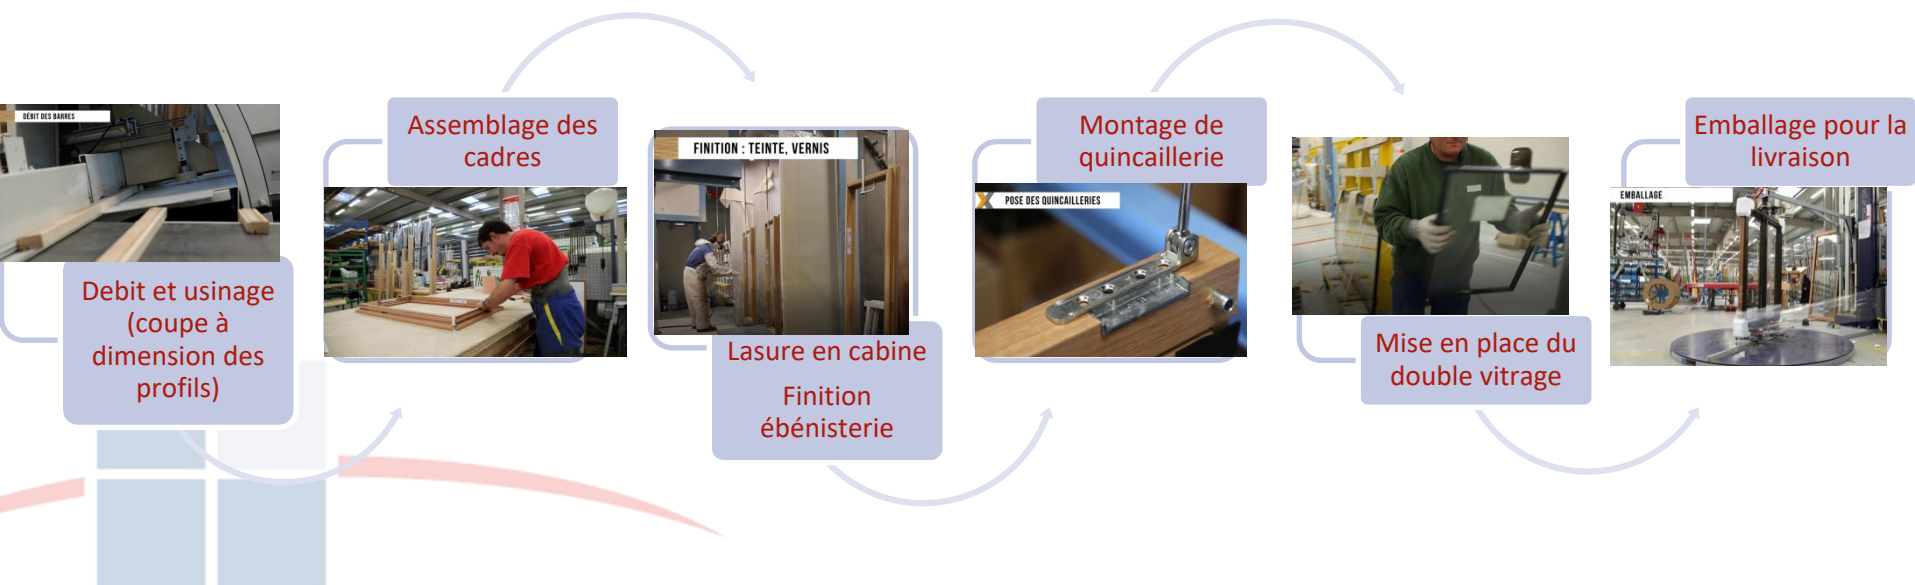 DÉBIT DES BARRES
Debit et usinage
(coupe à
dimension des
profils)
Assemblage des
cadres
FINITION : TEINTE, VERNIS
Lasure en cabine
Finition
ébénisterie
Montage de
quincaillerie
POSE DES QUINCAILLERIES
Mise en place du
double vitrage
Emballage pour la
livraison
EMBALLAGE